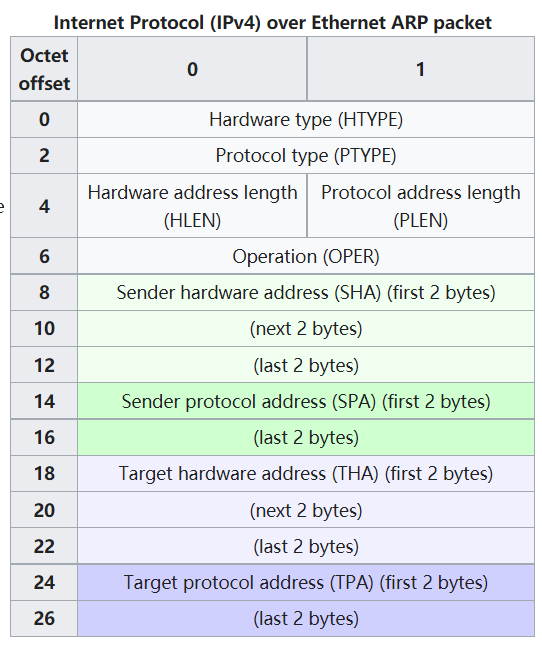 Internet Protocol (IPv4) over Ethernet ARP packet
Octet offset 0 1
0 Hardware type (HTYPE)
2 Protocol type (PTYPE)
e 4 Hardware address length (HLEN) Protocol address length (PLEN)
6 Operation (OPER)
8 Sender hardware address (SHA) (first 2 bytes)
10 (next 2 bytes)
12 (last 2 bytes)
14 Sender protocol address (SPA) (first 2 bytes)
16 (last 2 bytes)
18 Target hardware address (THA) (first 2 bytes)
20 (next 2 bytes)
22 (last 2 bytes)
24 Target protocol address (TPA) (first 2 bytes)
26 (last 2 bytes)